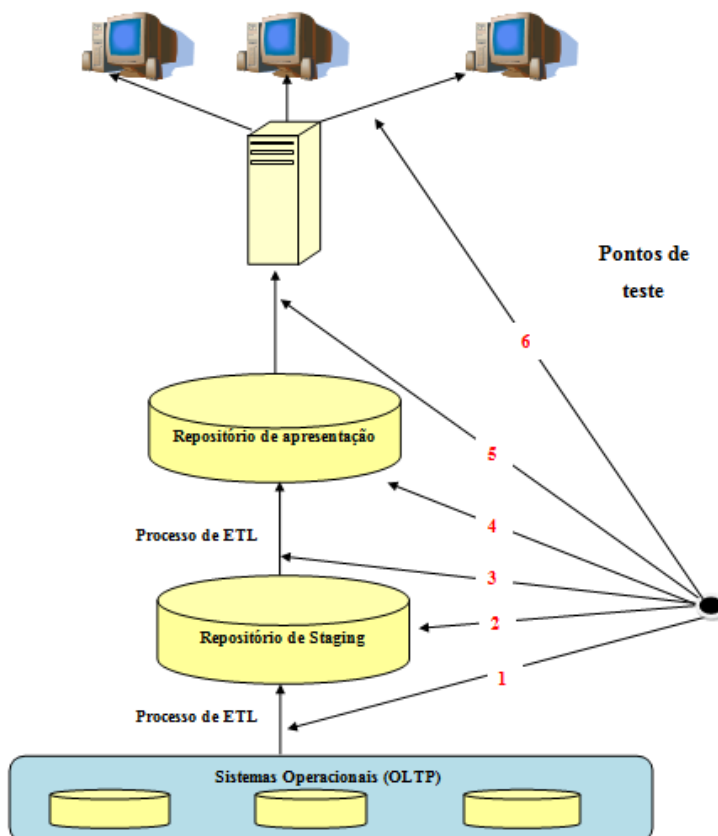 Pontos de
teste
6
Repositório de apresentação
5
4
Processo de ETL
3
2
Repositório de Staging
1
Processo de ETL
Sistemas Operacionais (OLTP)